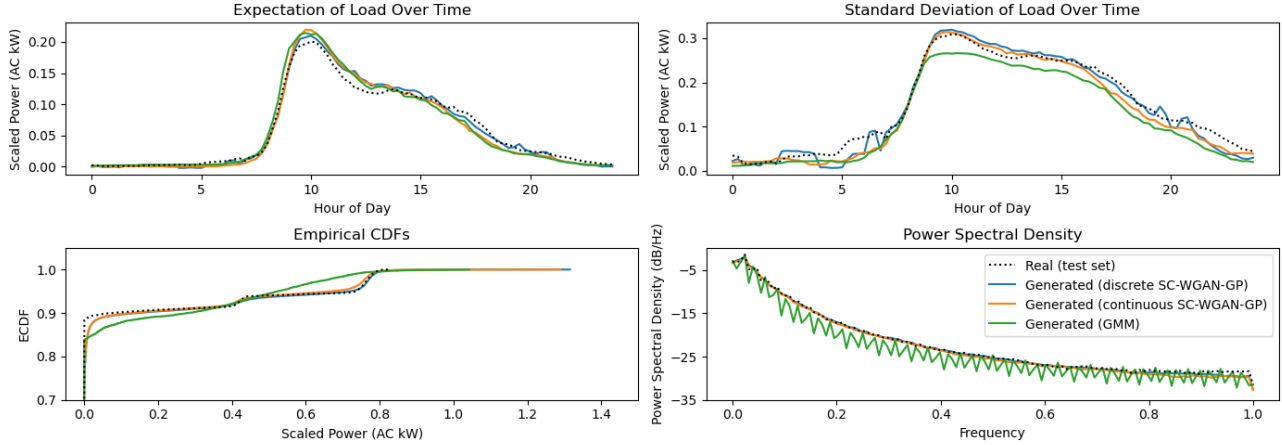 Expectation of Load Over Time
Scaled Power (AC kW)
0.20
0.15
0.10
0.05
0.00
0
5
10
15
20
Hour of Day
Standard Deviation of Load Over Time
Scaled Power (AC kW)
0.3
0.2
0.1
0.0
0
5
10
15
20
Hour of Day
Empirical CDFs
ECDF
1.0
0.9
0.8
0.7
0.0
0.2
0.4
0.6
0.8
1.0
1.2
1.4
Scaled Power (AC kW)
Power Spectral Density
Power Spectral Density (dB/Hz)
−5
−15
−25
−35
0.0
0.2
0.4
0.6
0.8
1.0
Frequency
Real (test set)
Generated (discrete SC-WGAN-GP)
Generated (continuous SC-WGAN-GP)
Generated (GMM)